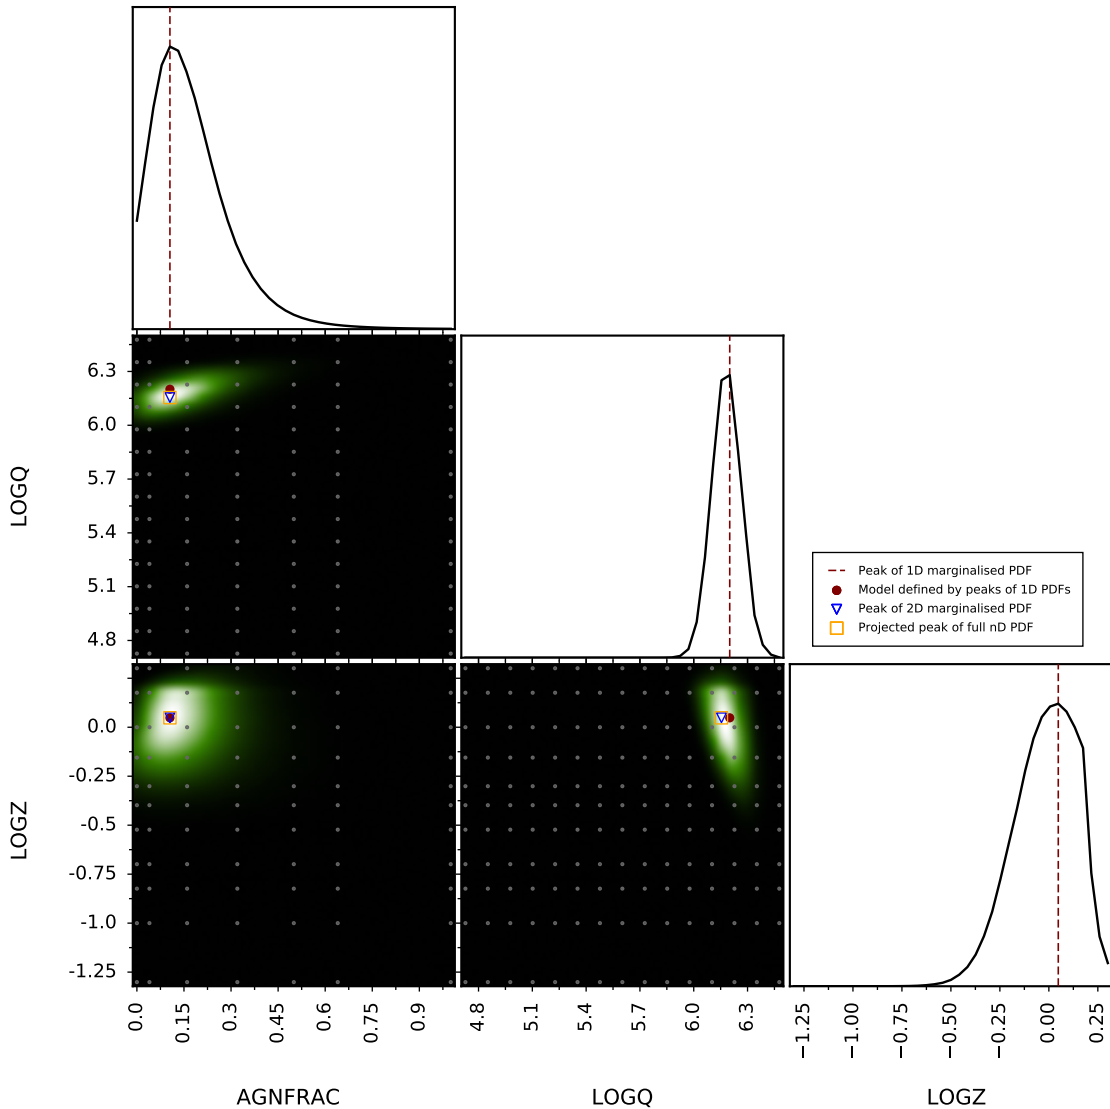 6.3
6.0
5.7
5.4
5.1
4.8
LOGQ
Peak of 1D marginalised PDF
Model defined by peaks of 1D PDFs
Peak of 2D marginalised PDF
Projected peak of full nD PDF
0.0
-0.25
-0.5
-0.75
-1.0
-1.25
LOGZ
0.0 0.15 0.3 0.45 0.6 0.75 0.9
4.8 5.1 5.4 5.7 6.0 6.3
−1.25 −1.00 −0.75 −0.50 −0.25 0.00 0.25
AGNFRAC LOGQ LOGZ